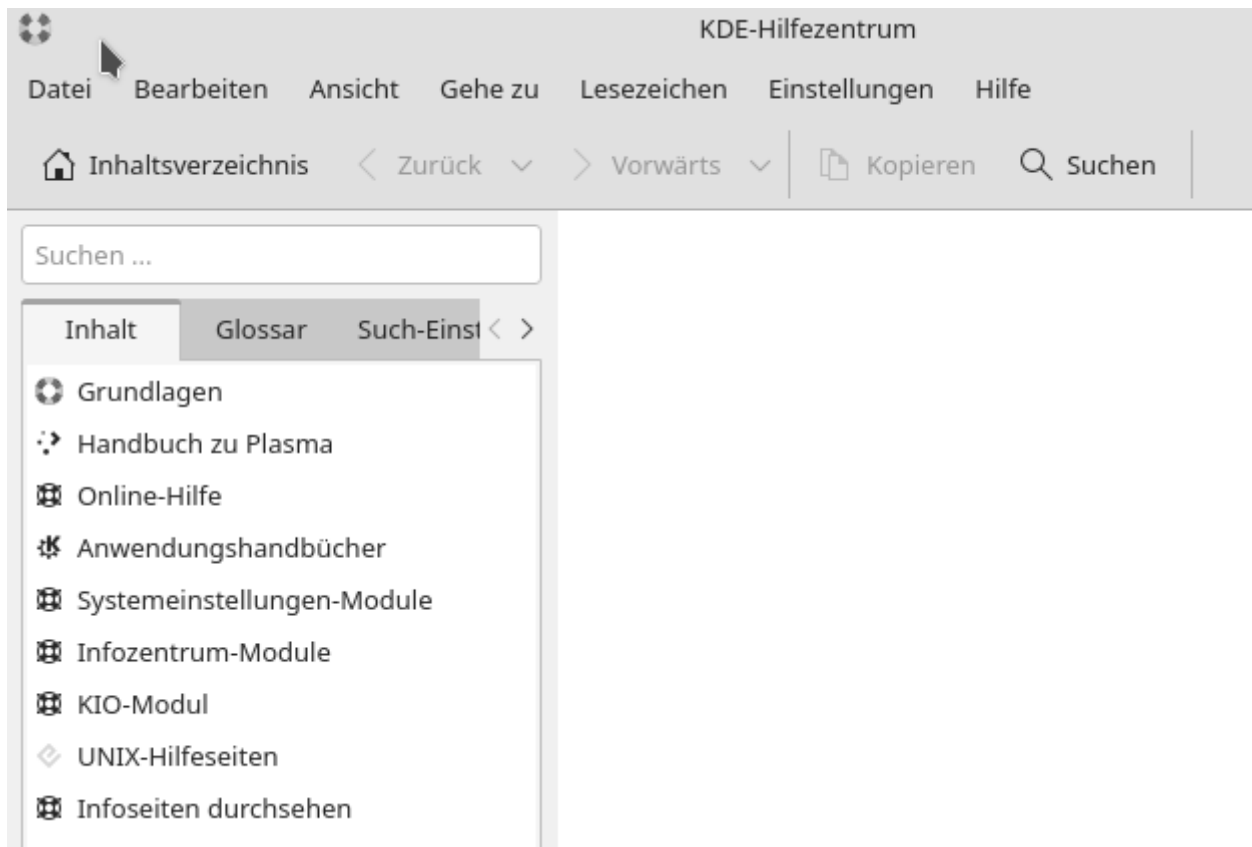 KDE-Hilfezentrum
Datei Bearbeiten Ansicht Gehe zu Lesezeichen Einstellungen Hilfe
Inhaltsverzeichnis Zurück Vorwärts Kopieren Suchen
Suchen ...
Inhalt Glossar Such-Einst
Grundlagen
Handbuch zu Plasma
Online-Hilfe
Anwendungshandbücher
Systemeinstellungen-Module
Infozentrum-Module
KIO-Modul
UNIX-Hilfeseiten
Infoseiten durchsehen